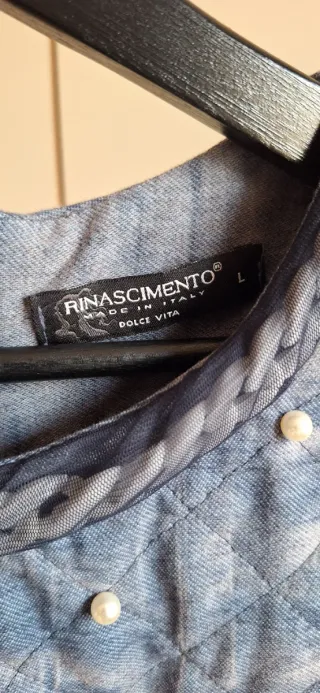 RINASCIMENTO®
MADE IN ITALY
DOLCE VITA
L